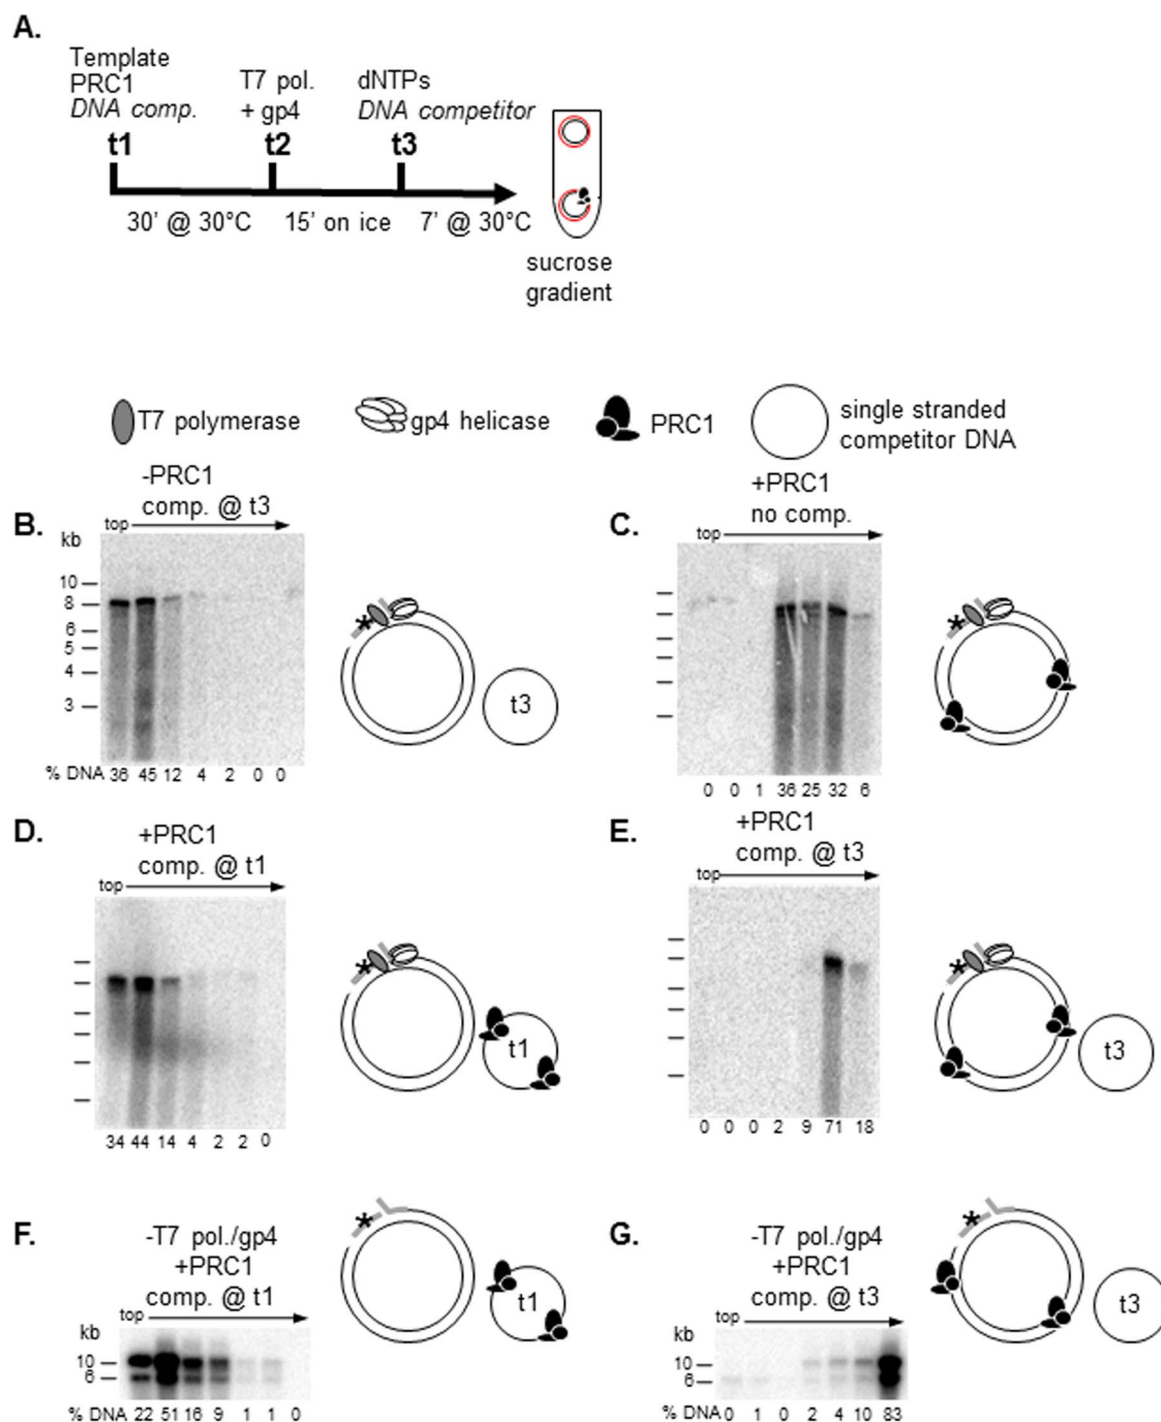 A.
Template
PRC1
DNA comp.
T7 pol.
+ gp4
dNTPs
DNA competitor
t1
t2
t3
30' @ 30°C
15' on ice
7' @ 30°C
sucrose
gradient
T7 polymerase
gp4 helicase
PRC1
single stranded
competitor DNA
B.
-PRC1
comp. @ t3
top
kb
10
8
6
5
4
3
% DNA 36 45 12 4 2 0 0
t3
C.
+PRC1
no comp.
top
0 0 1 36 25 32 6
D.
+PRC1
comp. @ t1
top
34 44 14 4 2 2 0
t1
E.
+PRC1
comp. @ t3
top
0 0 0 2 9 71 18
t3
F.
-T7 pol./gp4
+PRC1
comp. @ t1
top
kb
10
6
% DNA 22 51 16 9 1 1 0
t1
G.
-T7 pol./gp4
+PRC1
comp. @ t3
top
kb
10
6
% DNA 0 1 0 2 4 10 83
t3